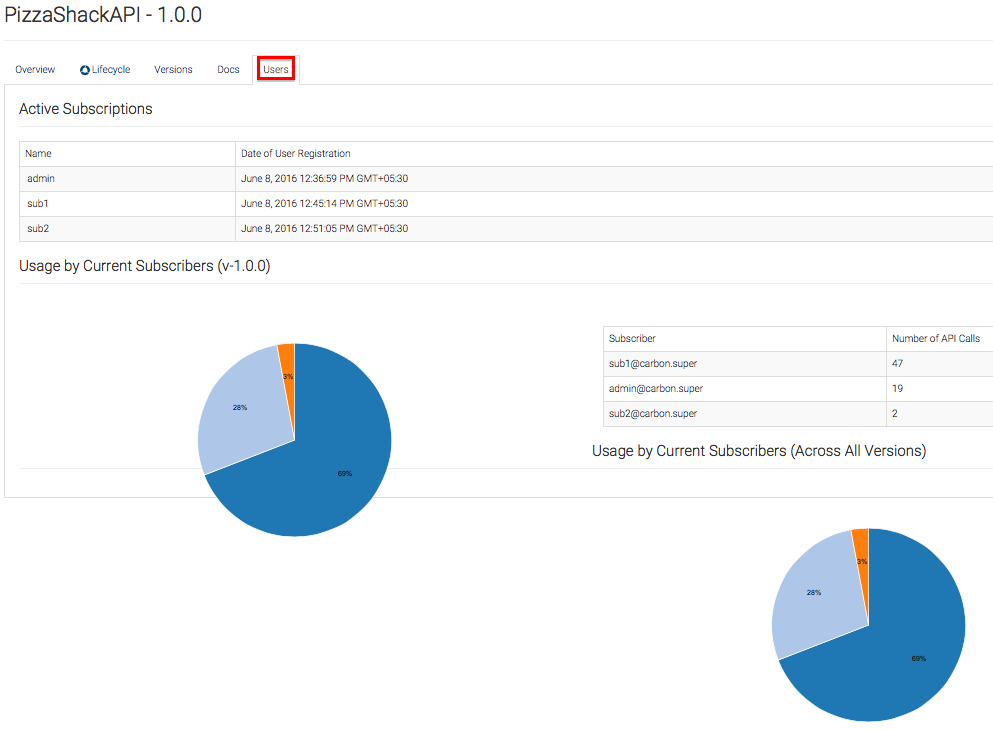 PizzaShackAPI - 1.0.0
Overview Lifecycle Versions Docs Users
Active Subscriptions
Name Date of User Registration
admin June 8, 2016 12:36:59 PM GMT+05:30
sub1 June 8, 2016 12:45:14 PM GMT+05:30
sub2 June 8, 2016 12:51:05 PM GMT+05:30
Usage by Current Subscribers (v-1.0.0)
3%
28%
69%
Subscriber Number of API Calls
sub1@carbon.super 47
admin@carbon.super 19
sub2@carbon.super 2
Usage by Current Subscribers (Across All Versions)
3%
28%
69%